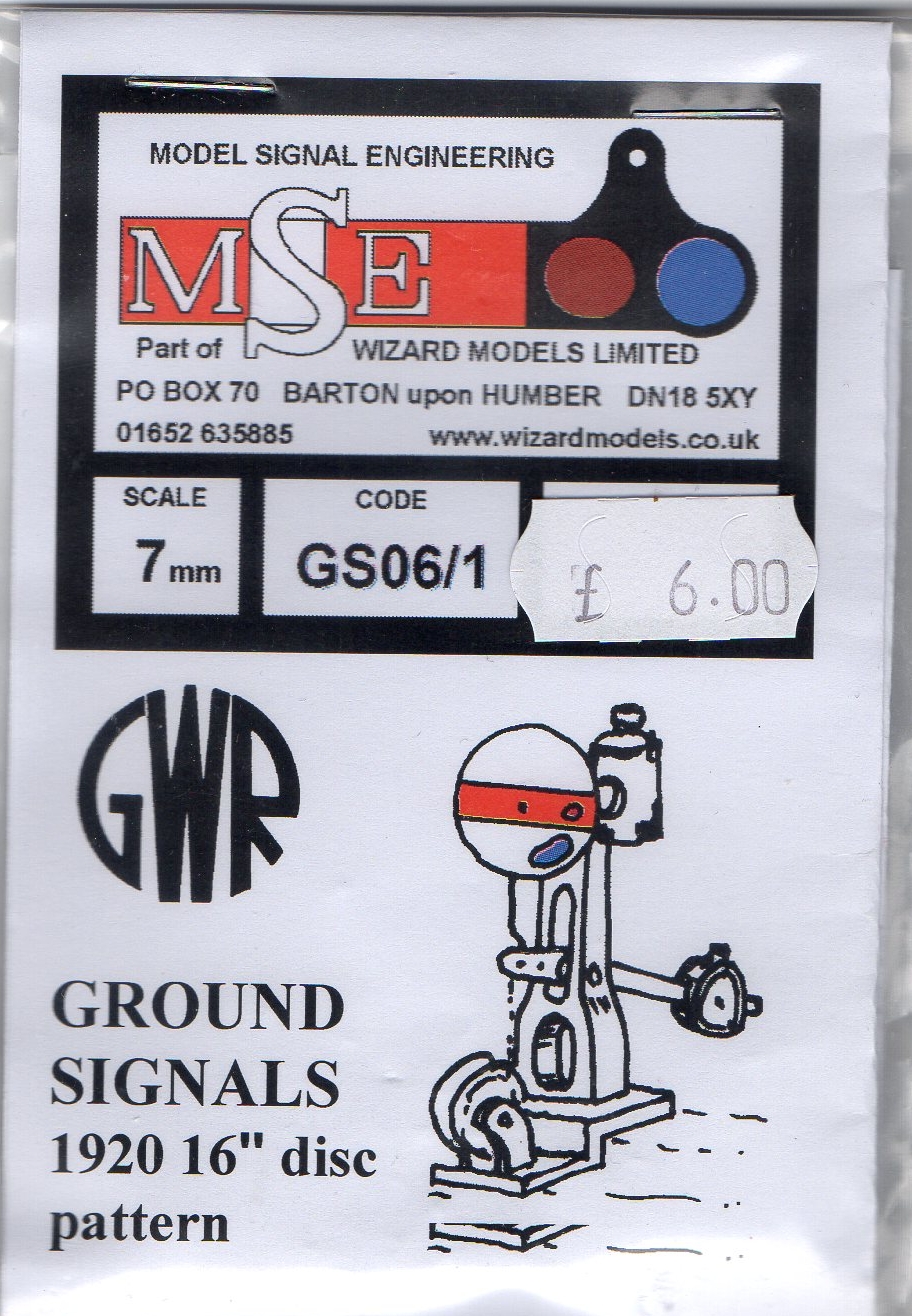 MODEL SIGNAL ENGINEERING
MSE
Part of WIZARD MODELS LIMITED
PO BOX 70 BARTON upon HUMBER DN18 5XY
01652 635885 www.wizardmodels.co.uk
SCALE CODE
7mm GS06/1 £ 6.00
GWR
GROUND
SIGNALS
1920 16" disc
pattern